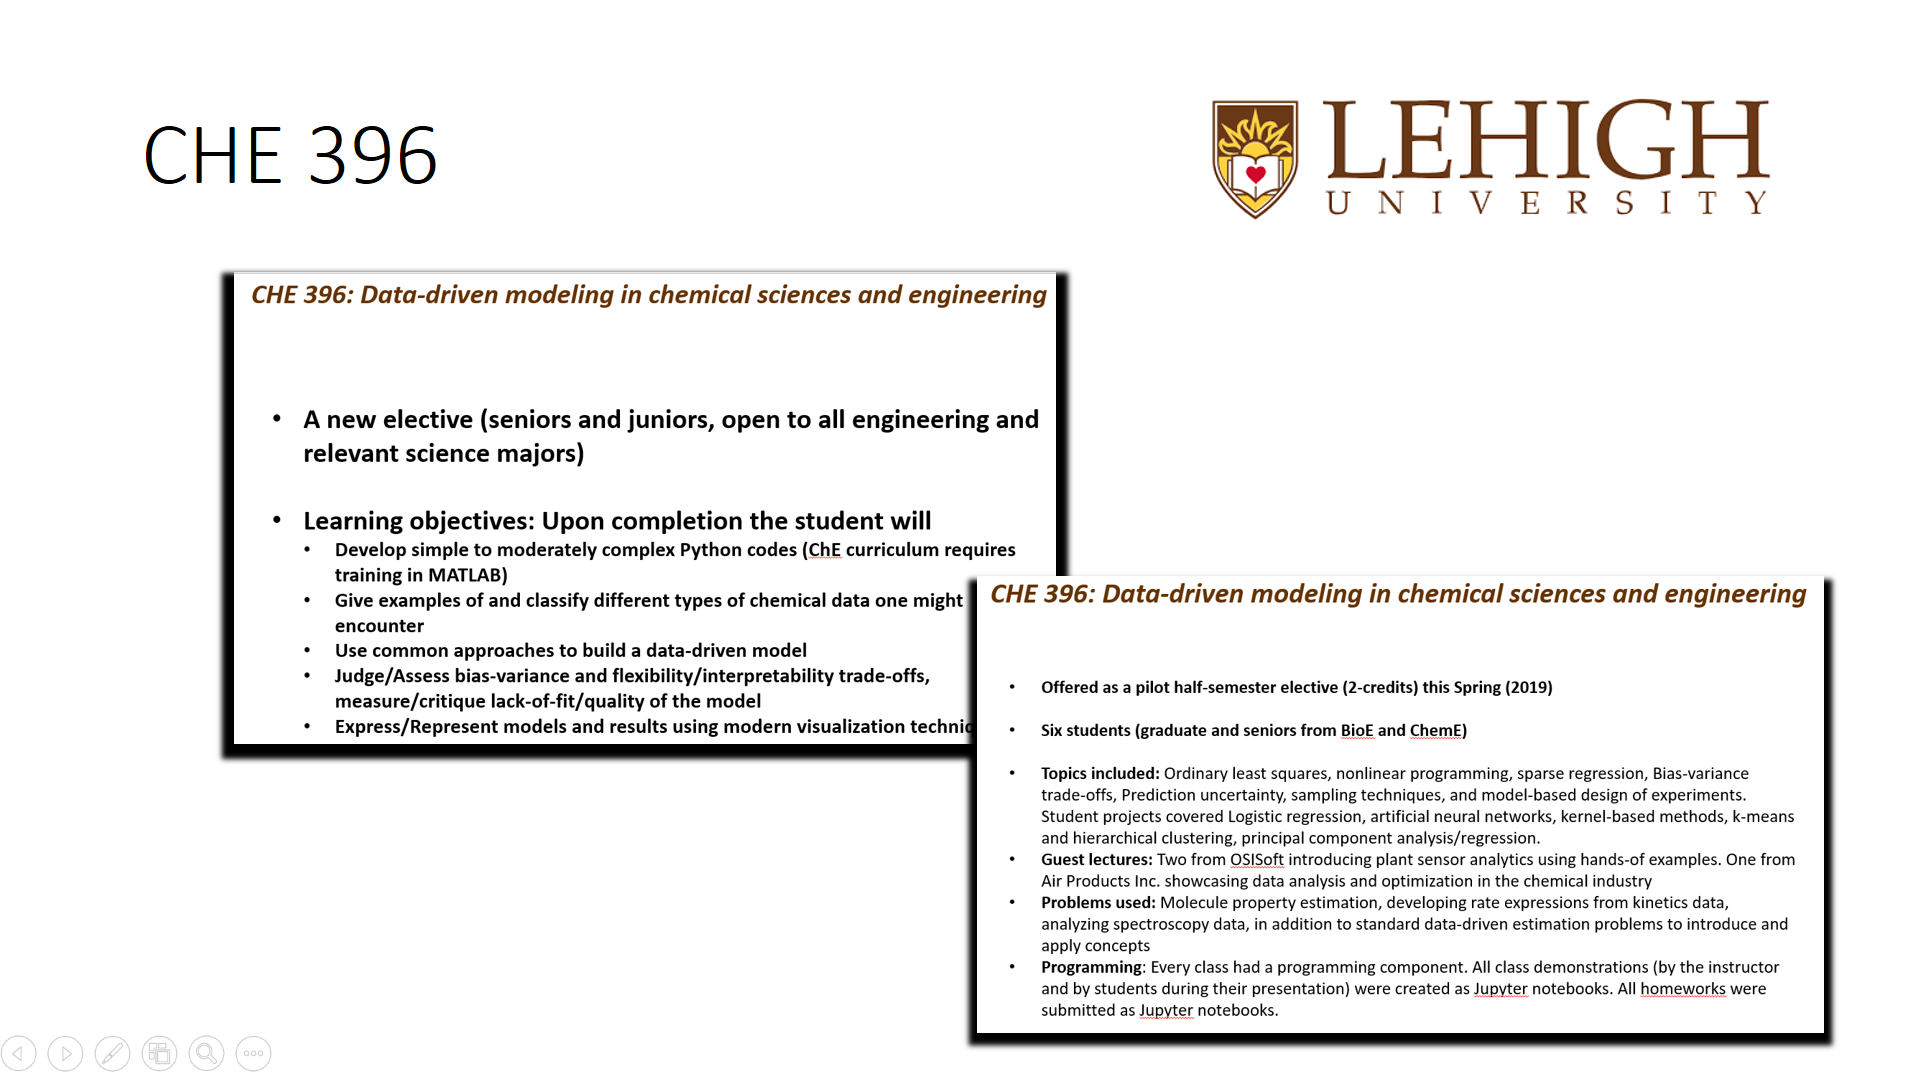 CHE 396
LEHIGH
UNIVERSITY
CHE 396: Data-driven modeling in chemical sciences and engineering
• A new elective (seniors and juniors, open to all engineering and
relevant science majors)
• Learning objectives: Upon completion the student will
• Develop simple to moderately complex Python codes (ChE curriculum requires
training in MATLAB)
• Give examples of and classify different types of chemical data one might
encounter
• Use common approaches to build a data-driven model
• Judge/Assess bias-variance and flexibility/interpretability trade-offs,
measure/critique lack-of-fit/quality of the model
• Express/Represent models and results using modern visualization
CHE 396: Data-driven modeling in chemical sciences and engineering
• Offered as a pilot half-semester elective (2-credits) this Spring (2019)
• Six students (graduate and seniors from BioE and ChemE)
• Topics included: Ordinary least squares, nonlinear programming, sparse regression, Bias-variance
trade-offs, Prediction uncertainty, sampling techniques, and model-based design of experiments.
Student projects covered Logistic regression, artificial neural networks, kernel-based methods, k-means
and hierarchical clustering, principal component analysis/regression.
• Guest lectures: Two from OSISoft introducing plant sensor analytics using hands-of examples. One from
Air Products Inc. showcasing data analysis and optimization in the chemical industry
• Problems used: Molecule property estimation, developing rate expressions from kinetics data,
analyzing spectroscopy data, in addition to standard data-driven estimation problems to introduce and
apply concepts
• Programming: Every class had a programming component. All class demonstrations (by the instructor
and by students during their presentation) were created as Jupyter notebooks. All homeworks were
submitted as Jupyter notebooks.